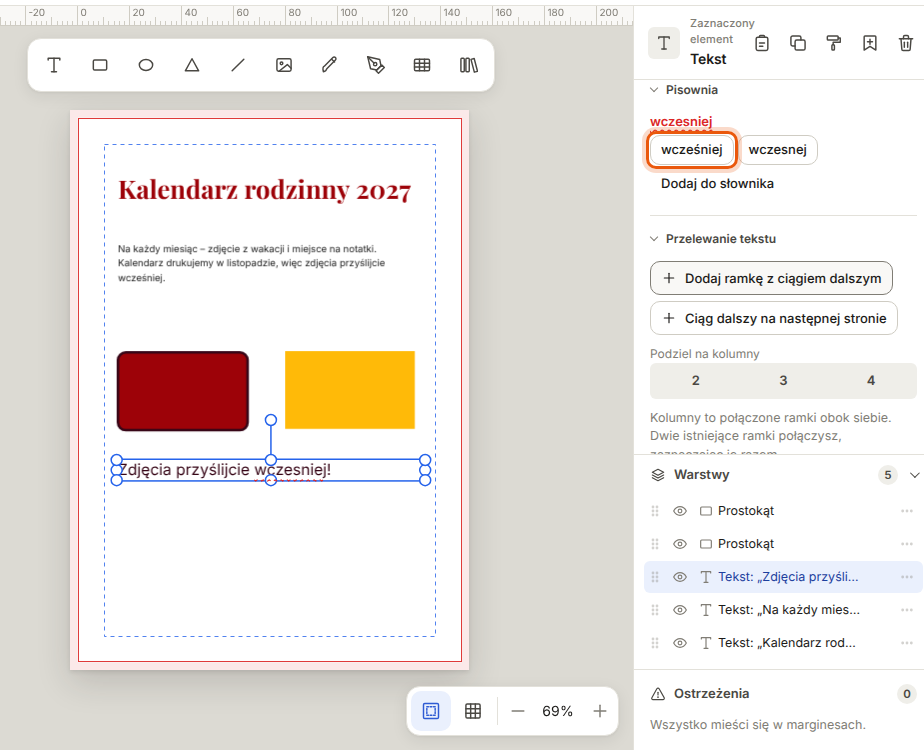 -20 0 20 40 60 80 100 120 140 160 180 200
Zaznaczony
element
Tekst
Kalendarz rodzinny 2027
Na każdy miesiąc – zdjęcie z wakacji i miejsce na notatki.
Kalendarz drukujemy w listopadzie, więc zdjęcia przyślijcie
wcześniej.
Zdjęcia przyślijcie wczesniej!
69%
Pisownia
wczesniej
wcześniej wczesnej
Dodaj do słownika
Przelewanie tekstu
Dodaj ramkę z ciągiem dalszym
Ciąg dalszy na następnej stronie
Podziel na kolumny
2 3 4
Kolumny to połączone ramki obok siebie.
Dwie istniejące ramki połączysz,
Warstwy 5
Prostokąt
Prostokąt
Tekst: „Zdjęcia przyśli...
Tekst: „Na każdy mies...
Tekst: „Kalendarz rod...
Ostrzeżenia 0
Wszystko mieści się w marginesach.